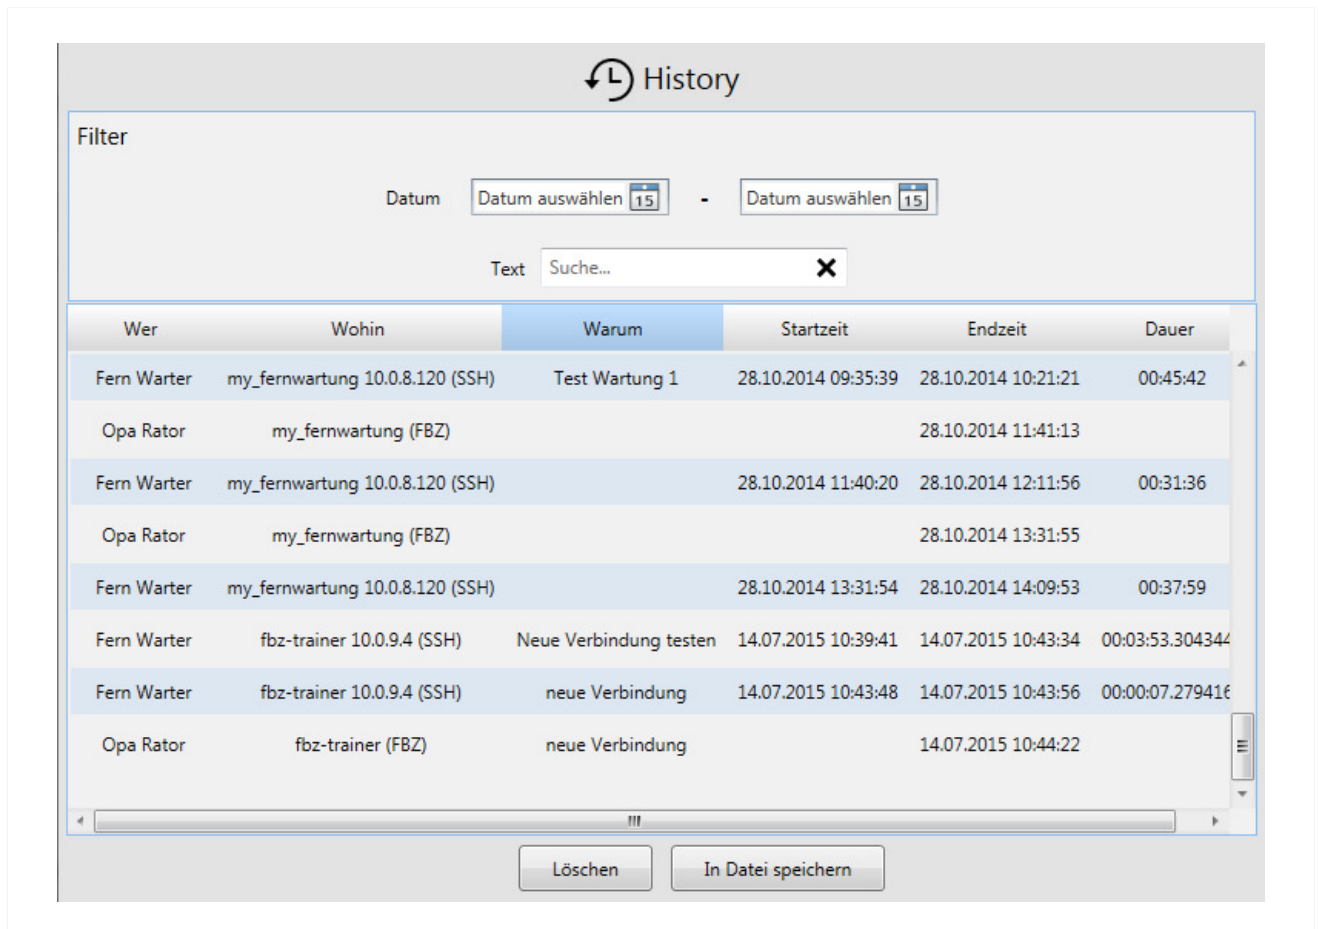 History
Filter
Datum Datum auswählen 15 - Datum auswählen 15
Text Suche...
Wer Wohin Warum Startzeit Endzeit Dauer
Fern Warter my_fernwartung 10.0.8.120 (SSH) Test Wartung 1 28.10.2014 09:35:39 28.10.2014 10:21:21 00:45:42
Opa Rator my_fernwartung (FBZ) 28.10.2014 11:41:13
Fern Warter my_fernwartung 10.0.8.120 (SSH) 28.10.2014 11:40:20 28.10.2014 12:11:56 00:31:36
Opa Rator my_fernwartung (FBZ) 28.10.2014 13:31:55
Fern Warter my_fernwartung 10.0.8.120 (SSH) 28.10.2014 13:31:54 28.10.2014 14:09:53 00:37:59
Fern Warter fbz-trainer 10.0.9.4 (SSH) Neue Verbindung testen 14.07.2015 10:39:41 14.07.2015 10:43:34 00:03:53.304344
Fern Warter fbz-trainer 10.0.9.4 (SSH) neue Verbindung 14.07.2015 10:43:48 14.07.2015 10:43:56 00:00:07.279416
Opa Rator fbz-trainer (FBZ) neue Verbindung 14.07.2015 10:44:22
Löschen In Datei speichern